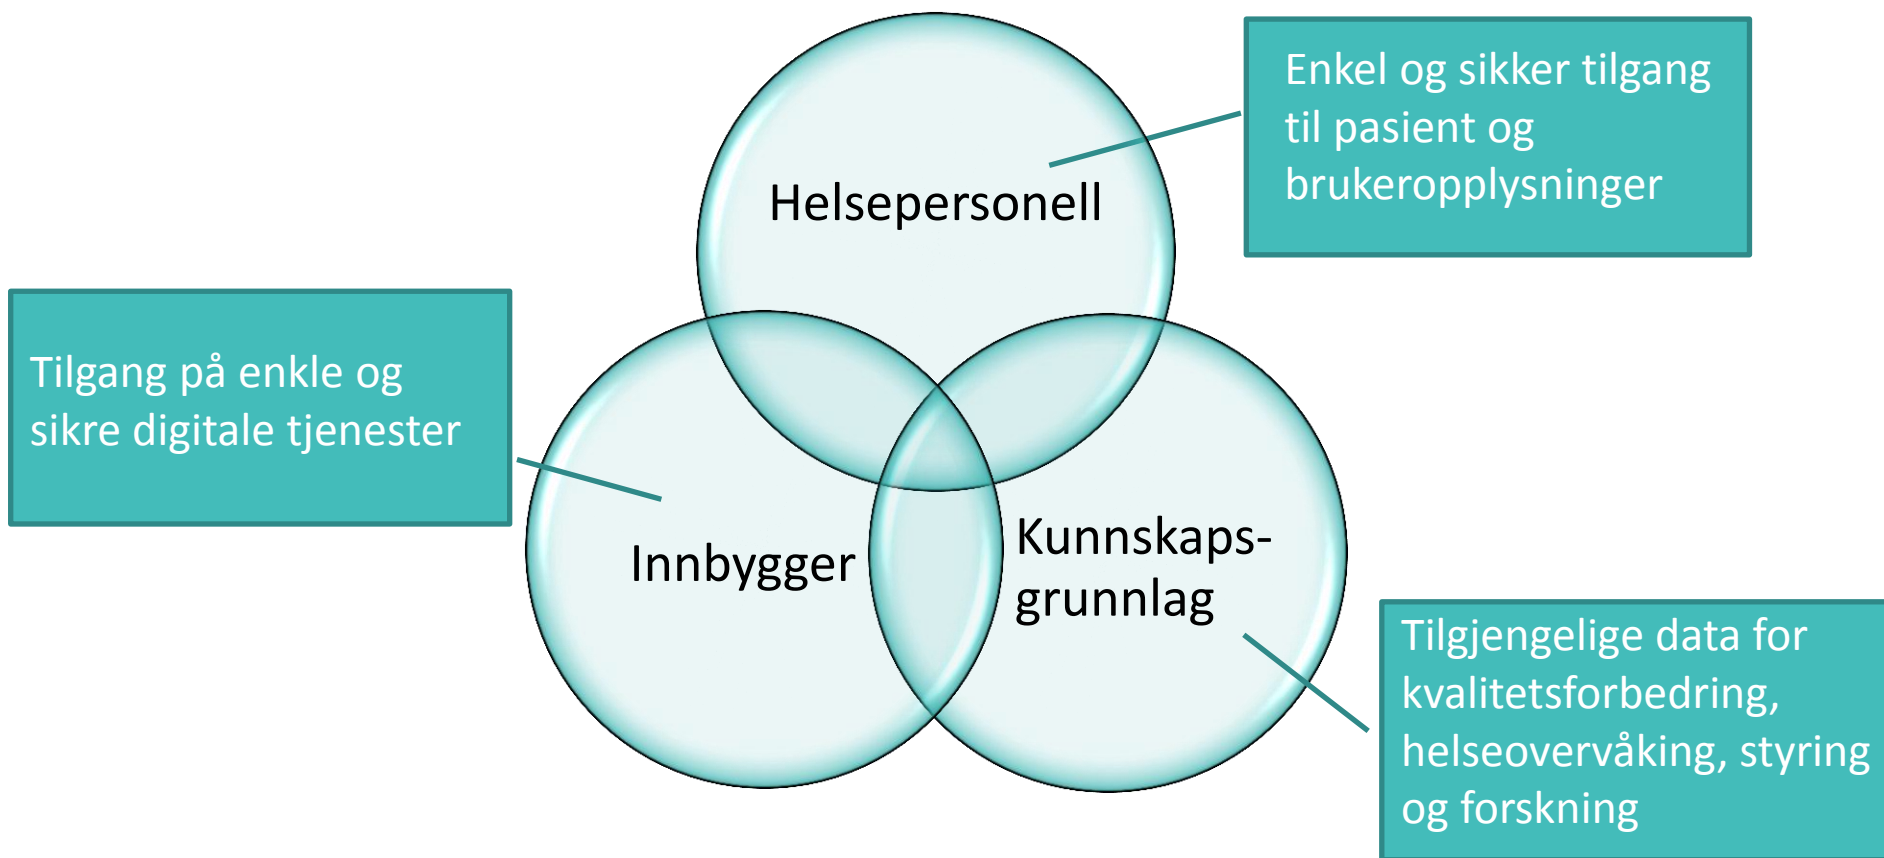 Enkel og sikker tilgang
til pasient og
brukeropplysninger
Helsepersonell
Tilgang på enkle og
sikre digitale tjenester
Innbygger
Kunnskaps-
grunnlag
Tilgjengelige data for
kvalitetsforbedring,
helseovervåking, styring
og forskning